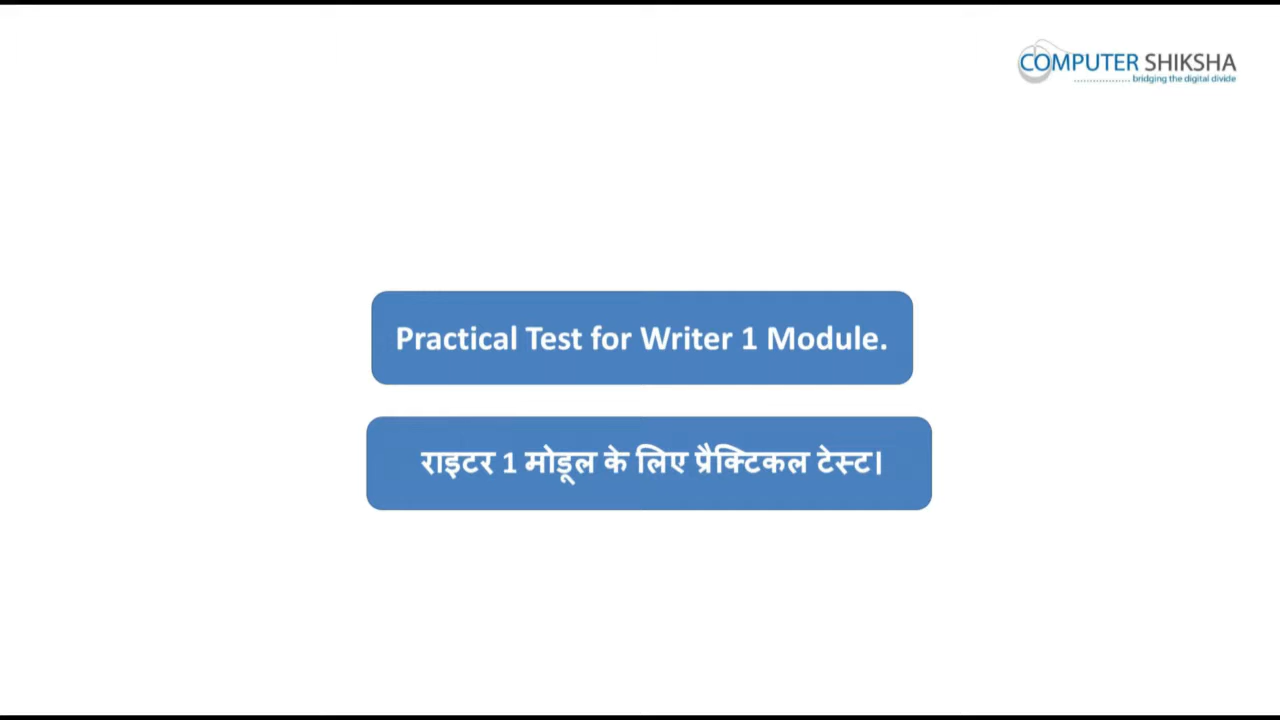 COMPUTER SHIKSHA
bridging the digital divide
Practical Test for Writer 1 Module.
राइटर 1 मोडूल के लिए प्रैक्टिकल टेस्ट।